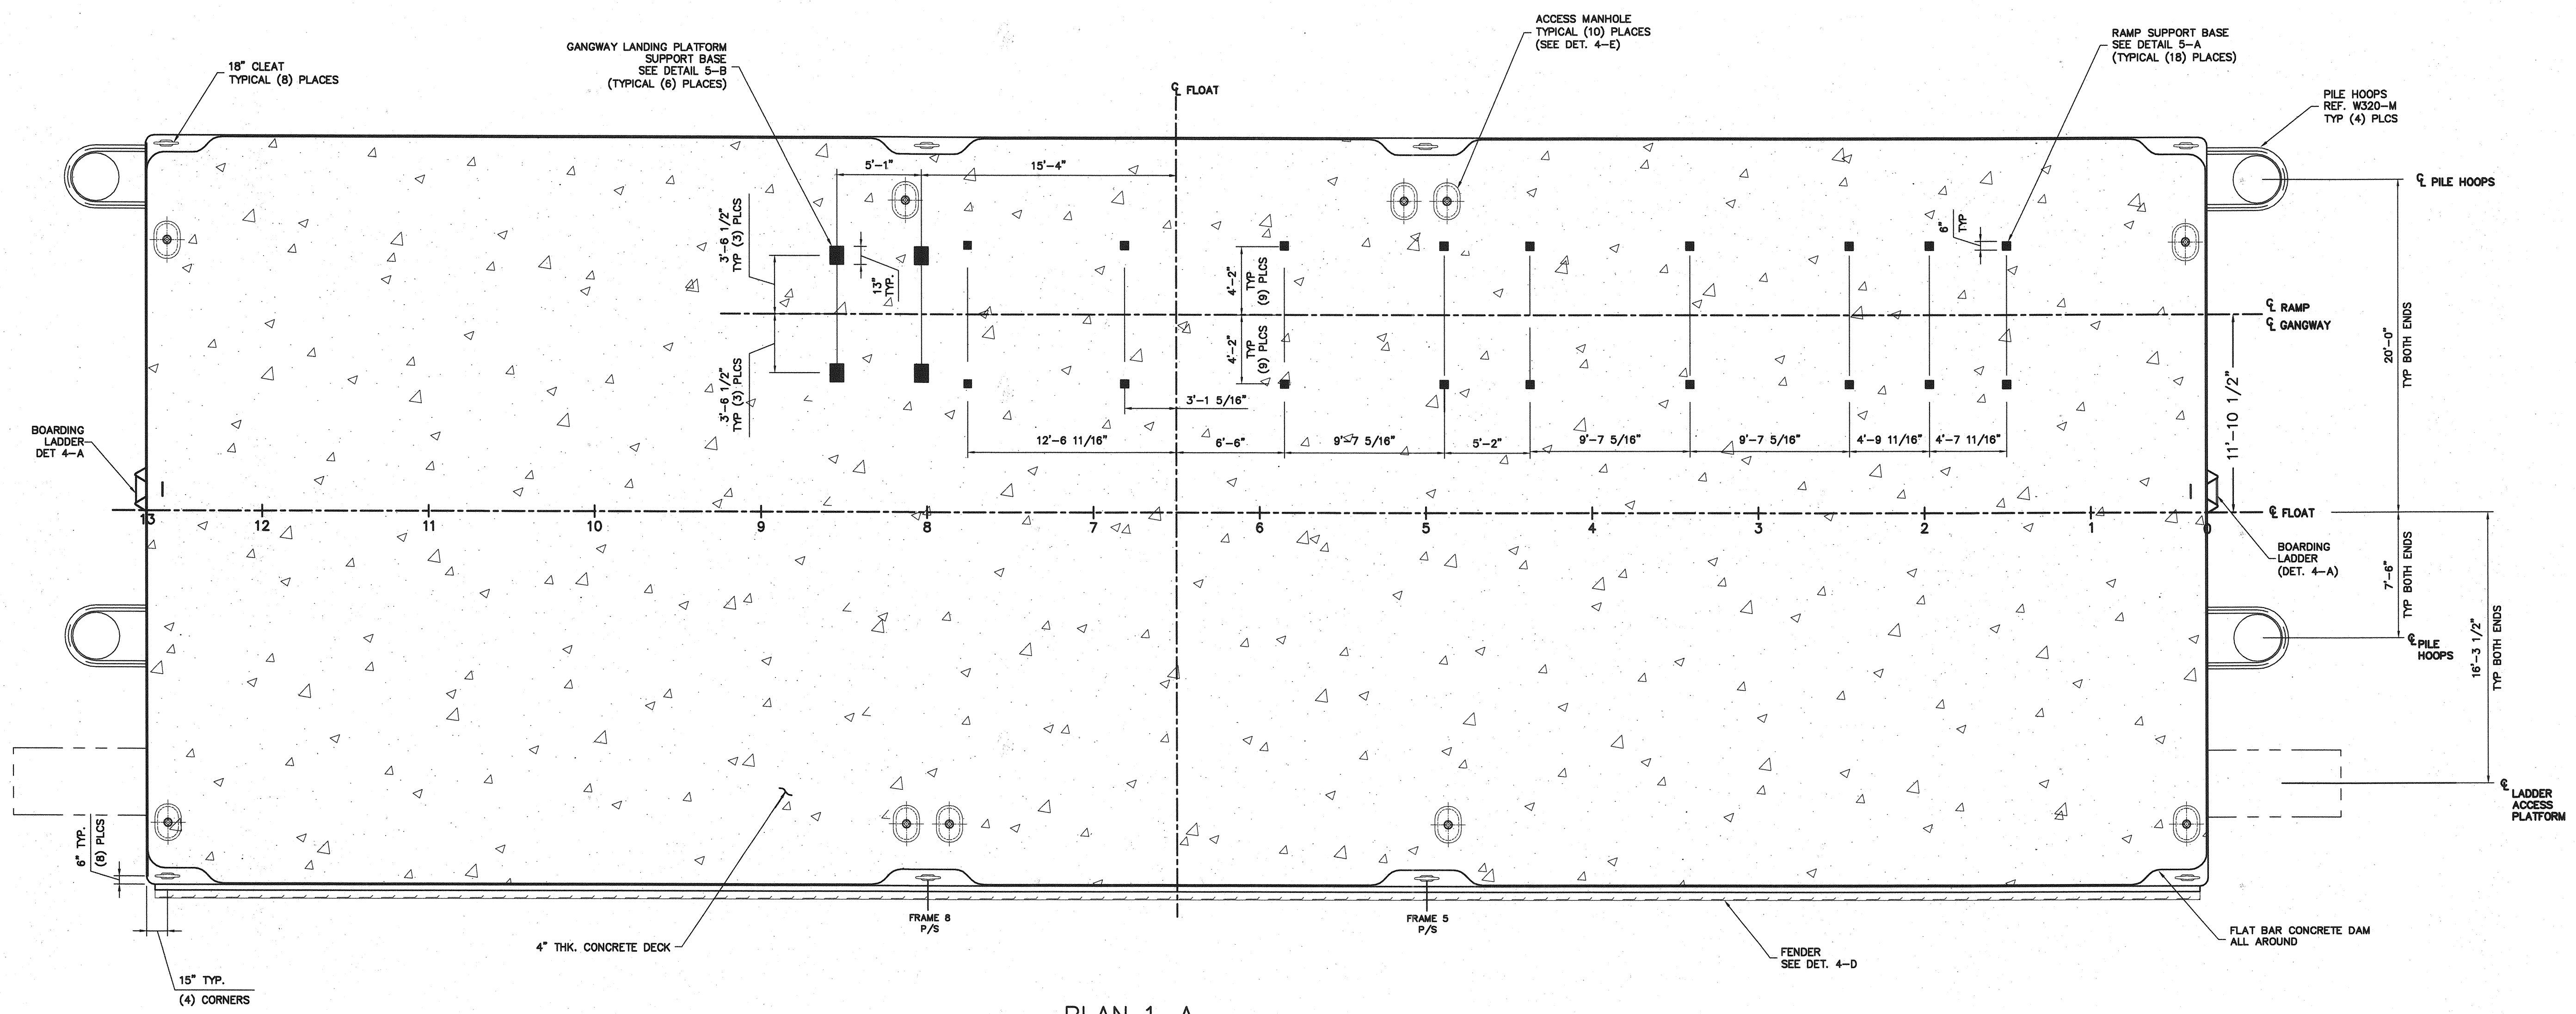 ACCESS MANHOLE
TYPICAL (10) PLACES
(SEE DET. 4-E)
RAMP SUPPORT BASE
SEE DETAIL 5-A
(TYPICAL (18) PLACES)
GANGWAY LANDING PLATFORM
SUPPORT BASE
SEE DETAIL 5-B
(TYPICAL (6) PLACES)
18" CLEAT
TYPICAL (8) PLACES
℄ FLOAT
PILE HOOPS
REF. W320-M
TYP (4) PLCS
5'-1"
15'-4"
℄ PILE HOOPS
3'-6 1/2"
TYP (3) PLCS
13"
TYP.
4'-2"
TYP
(9) PLCS
6"
TYP
℄ RAMP
℄ GANGWAY
20'-0"
TYP BOTH ENDS
3'-6 1/2"
TYP (3) PLCS
4'-2"
TYP
(9) PLCS
3'-1 5/16"
11'-10 1/2"
BOARDING
LADDER
DET 4-A
12'-6 11/16"
6'-6"
9'-7 5/16"
5'-2"
9'-7 5/16"
9'-7 5/16"
4'-9 11/16"
4'-7 11/16"
℄ FLOAT
13
12
11
10
9
8
7
6
5
4
3
2
1
0
BOARDING
LADDER
(DET. 4-A)
7'-6"
TYP BOTH ENDS
℄ PILE
HOOPS
16'-3 1/2"
TYP BOTH ENDS
℄ LADDER
ACCESS
PLATFORM
6" TYP.
(8) PLCS
FRAME 8
P/S
FRAME 5
P/S
4" THK. CONCRETE DECK
FENDER
SEE DET. 4-D
FLAT BAR CONCRETE DAM
ALL AROUND
15" TYP.
(4) CORNERS
PLAN 1-A